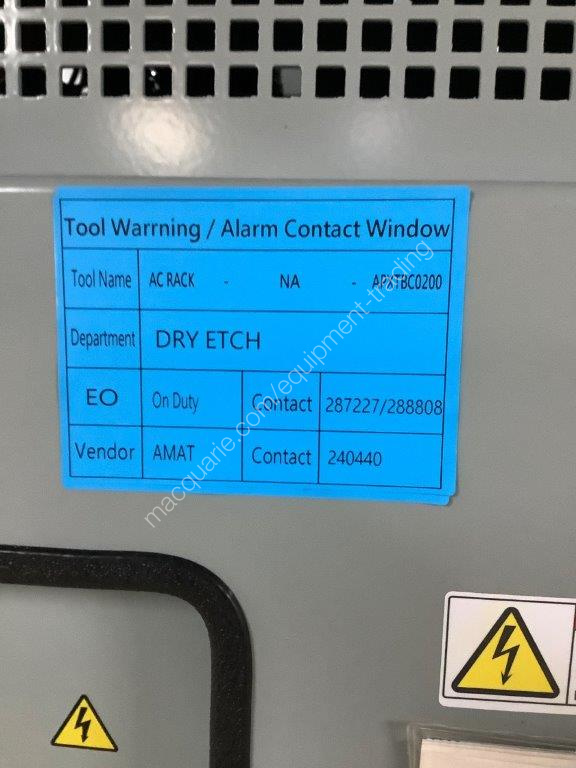 Tool Warrning / Alarm Contact Window
Tool Name AC RACK - NA - APXTBC0200
Department DRY ETCH
EO On Duty Contact 287227/288808
Vendor AMAT Contact 240440
macquarie.com/equipment-trading